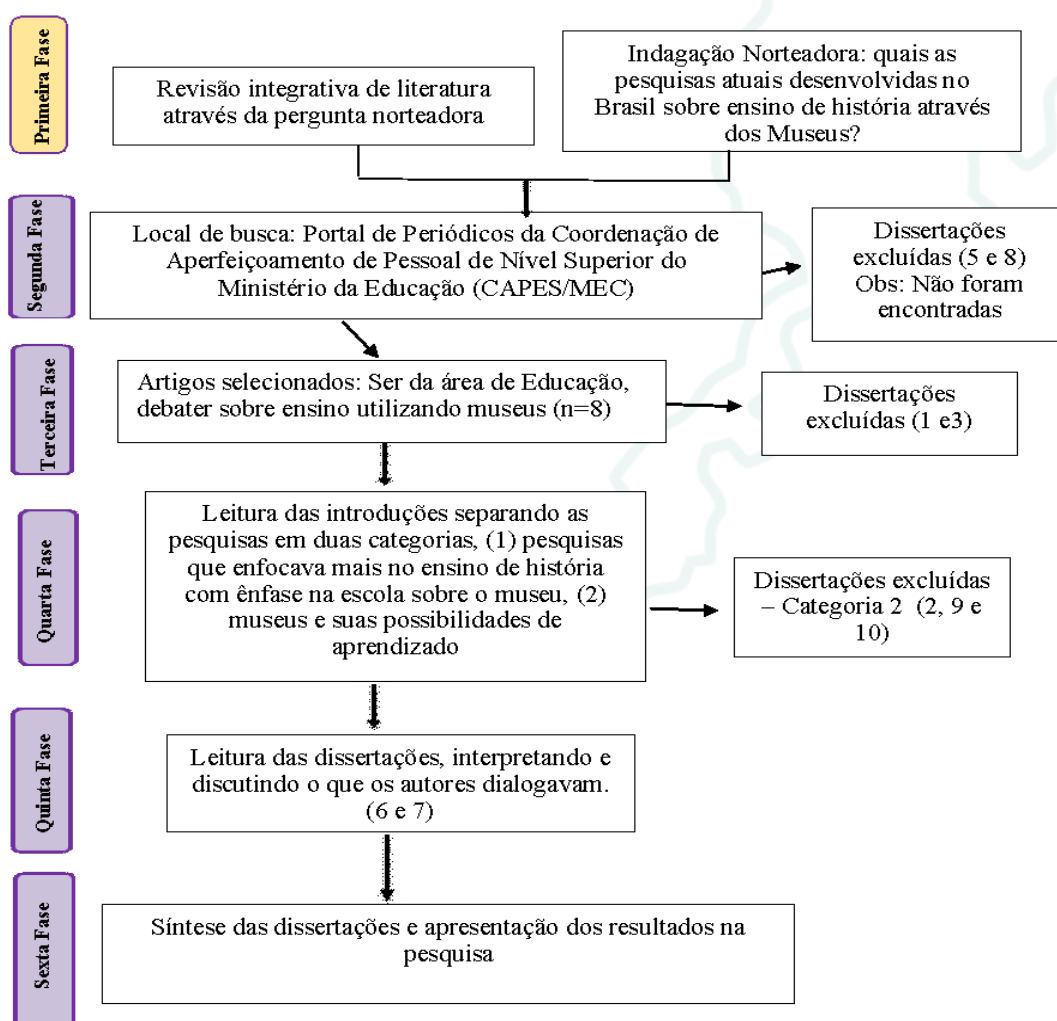 Primeira Fase
Revisão integrativa de literatura
através da pergunta norteadora
Indagação Norteadora: quais as
pesquisas atuais desenvolvidas no
Brasil sobre ensino de história através
dos Museus?
Segunda Fase
Local de busca: Portal de Periódicos da Coordenação de
Aperfeiçoamento de Pessoal de Nível Superior do
Ministério da Educação (CAPES/MEC)
Dissertações
excluídas (5 e 8)
Obs: Não foram
encontradas
Terceira Fase
Artigos selecionados: Ser da área de Educação,
debater sobre ensino utilizando museus (n=8)
Dissertações
excluídas (1 e3)
Quarta Fase
Leitura das introduções separando as
pesquisas em duas categorias, (1) pesquisas
que enfocava mais no ensino de história
com ênfase na escola sobre o museu, (2)
museus e suas possibilidades de
aprendizado
Dissertações excluídas
– Categoria 2 (2, 9 e
10)
Quinta Fase
Leitura das dissertações, interpretando e
discutindo o que os autores dialogavam.
(6 e 7)
Sexta Fase
Síntese das dissertações e apresentação dos resultados na
pesquisa